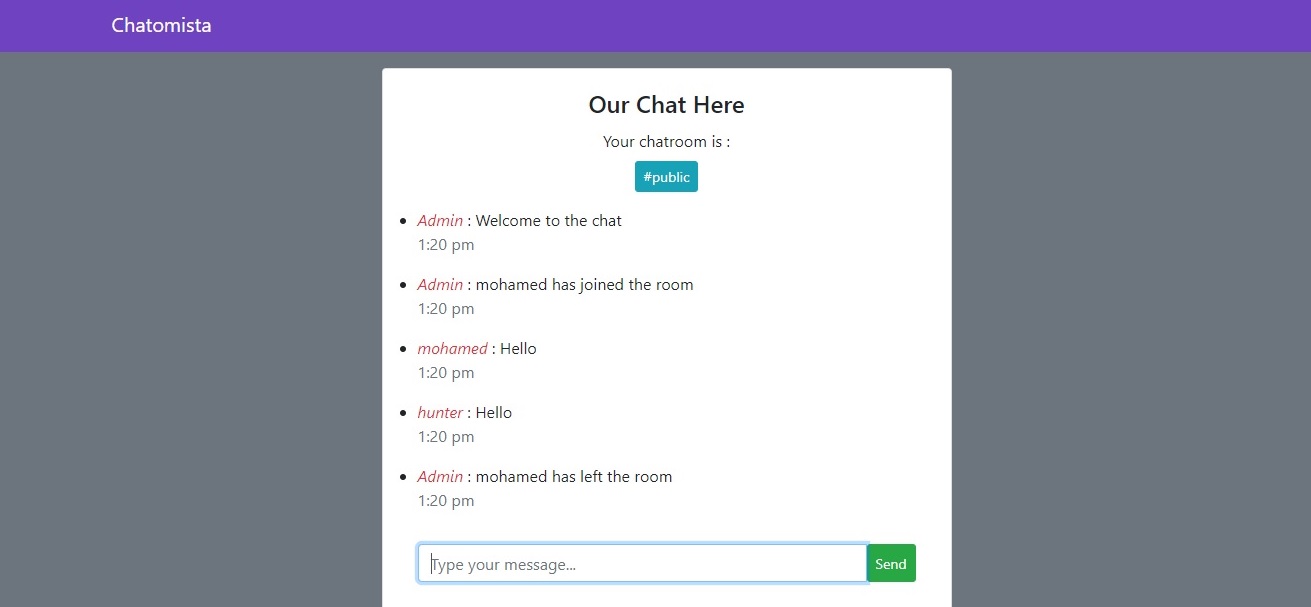 Chatomista
Our Chat Here
Your chatroom is :
#public
Admin : Welcome to the chat
1:20 pm
Admin : mohamed has joined the room
1:20 pm
mohamed : Hello
1:20 pm
hunter : Hello
1:20 pm
Admin : mohamed has left the room
1:20 pm
Type your message... Send